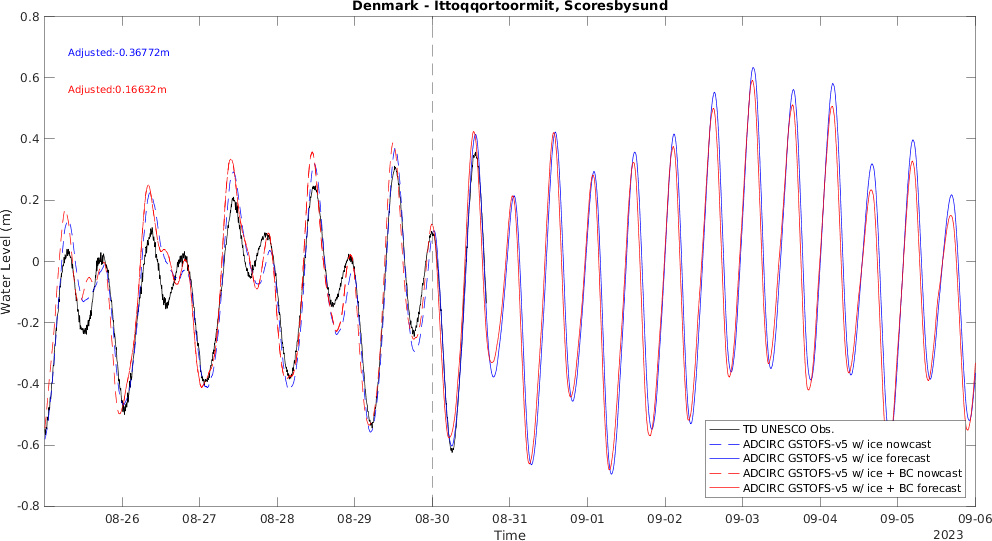 Denmark - Ittoqqortoormiit, Scoresbysund
0.8
0.6
0.4
0.2
0
-0.2
-0.4
-0.6
-0.8
Water Level (m)
Adjusted:-0.36772m
Adjusted:0.16632m
TD UNESCO Obs.
ADCIRC GSTOFS-v5 w/ ice nowcast
ADCIRC GSTOFS-v5 w/ ice forecast
ADCIRC GSTOFS-v5 w/ ice + BC nowcast
ADCIRC GSTOFS-v5 w/ ice + BC forecast
08-26 08-27 08-28 08-29 08-30 08-31 09-01 09-02 09-03 09-04 09-05 09-06
Time
2023